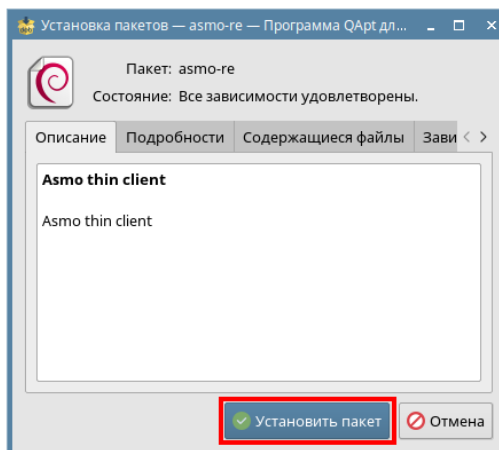 Установка пакетов — asmo-re — Программа QApt дл...
Пакет: asmo-re
Состояние: Все зависимости удовлетворены.
Описание Подробности Содержащиеся файлы Зави
Asmo thin client
Asmo thin client
Установить пакет Отмена